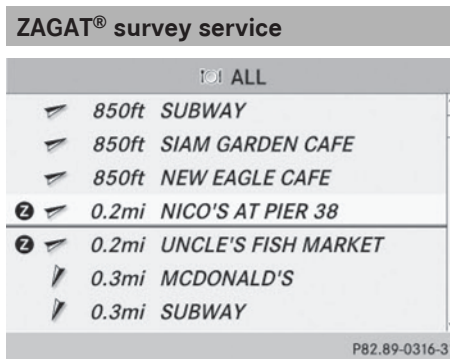 ZAGAT® survey service
ALL
850ft SUBWAY
850ft SIAM GARDEN CAFE
850ft NEW EAGLE CAFE
Z 0.2mi NICO'S AT PIER 38
Z 0.2mi UNCLE'S FISH MARKET
0.3mi MCDONALD'S
0.3mi SUBWAY
P82.89-0316-3